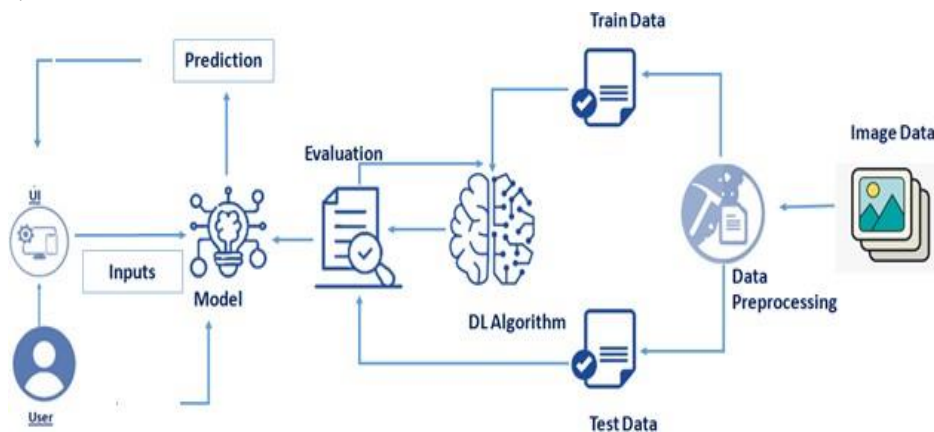 Train Data
Prediction
Image Data
Evaluation
UI
Inputs
Model
Data
Preprocessing
DL Algorithm
User
Test Data